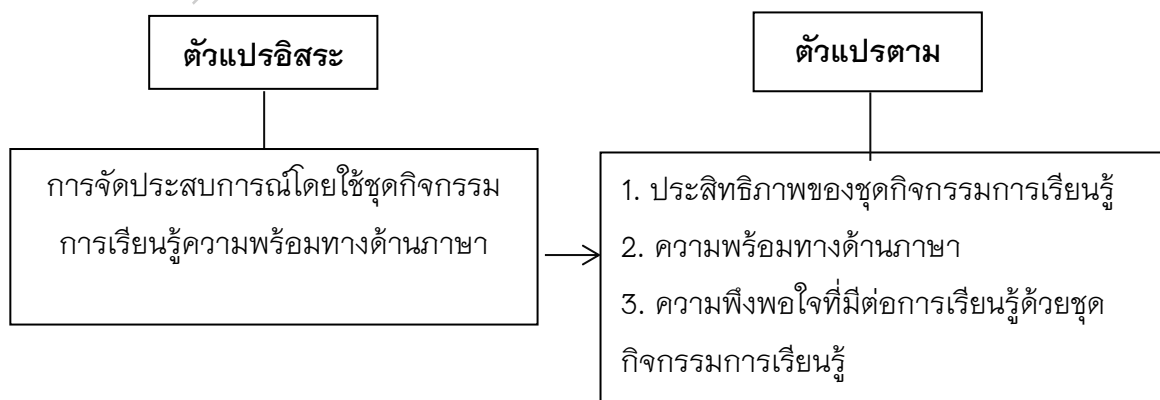 ตัวแปรอิสระ
การจัดประสบการณ์โดยใช้ชุดกิจกรรม
การเรียนรู้ความพร้อมทางด้านภาษา
ตัวแปรตาม
1. ประสิทธิภาพของชุดกิจกรรมการเรียนรู้
2. ความพร้อมทางด้านภาษา
3. ความพึงพอใจที่มีต่อการเรียนรู้ด้วยชุด
กิจกรรมการเรียนรู้